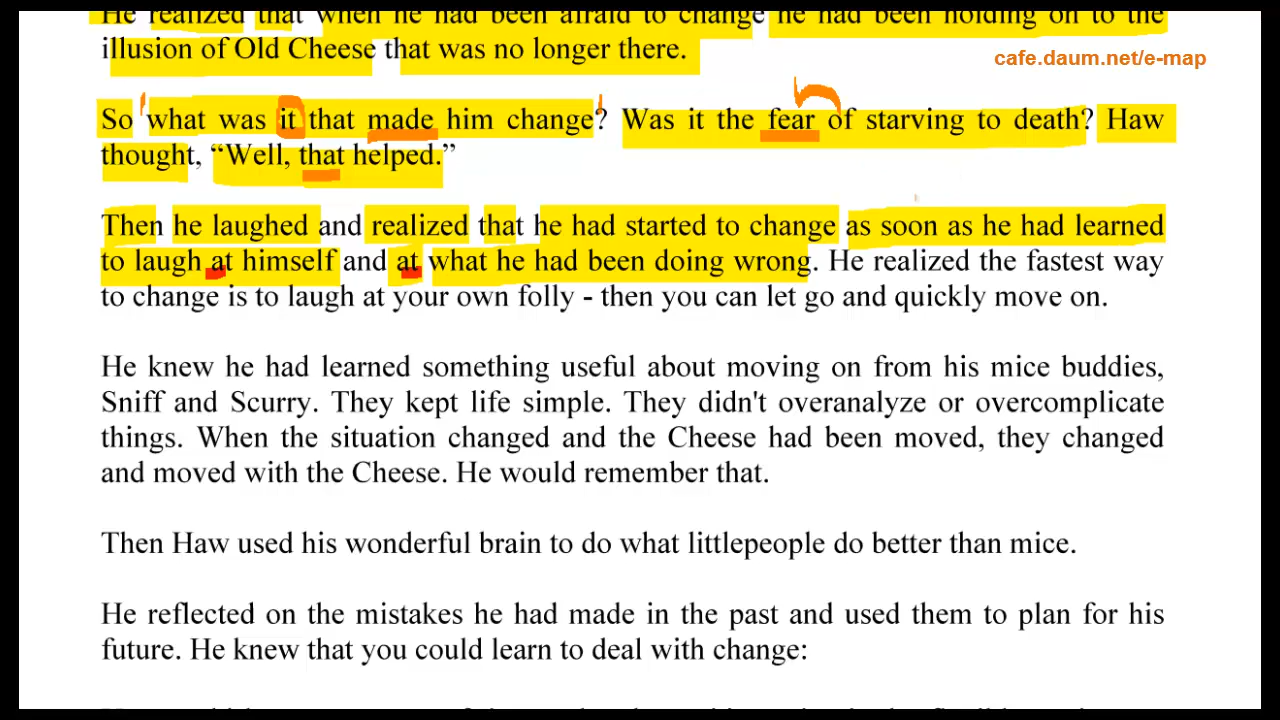 He realized that when he had been afraid to change he had been holding on to the
illusion of Old Cheese that was no longer there.
cafe.daum.net/e-map
So what was it that made him change? Was it the fear of starving to death? Haw
thought, “Well, that helped.”
Then he laughed and realized that he had started to change as soon as he had learned
to laugh at himself and at what he had been doing wrong. He realized the fastest way
to change is to laugh at your own folly - then you can let go and quickly move on.
He knew he had learned something useful about moving on from his mice buddies,
Sniff and Scurry. They kept life simple. They didn't overanalyze or overcomplicate
things. When the situation changed and the Cheese had been moved, they changed
and moved with the Cheese. He would remember that.
Then Haw used his wonderful brain to do what littlepeople do better than mice.
He reflected on the mistakes he had made in the past and used them to plan for his
future. He knew that you could learn to deal with change: